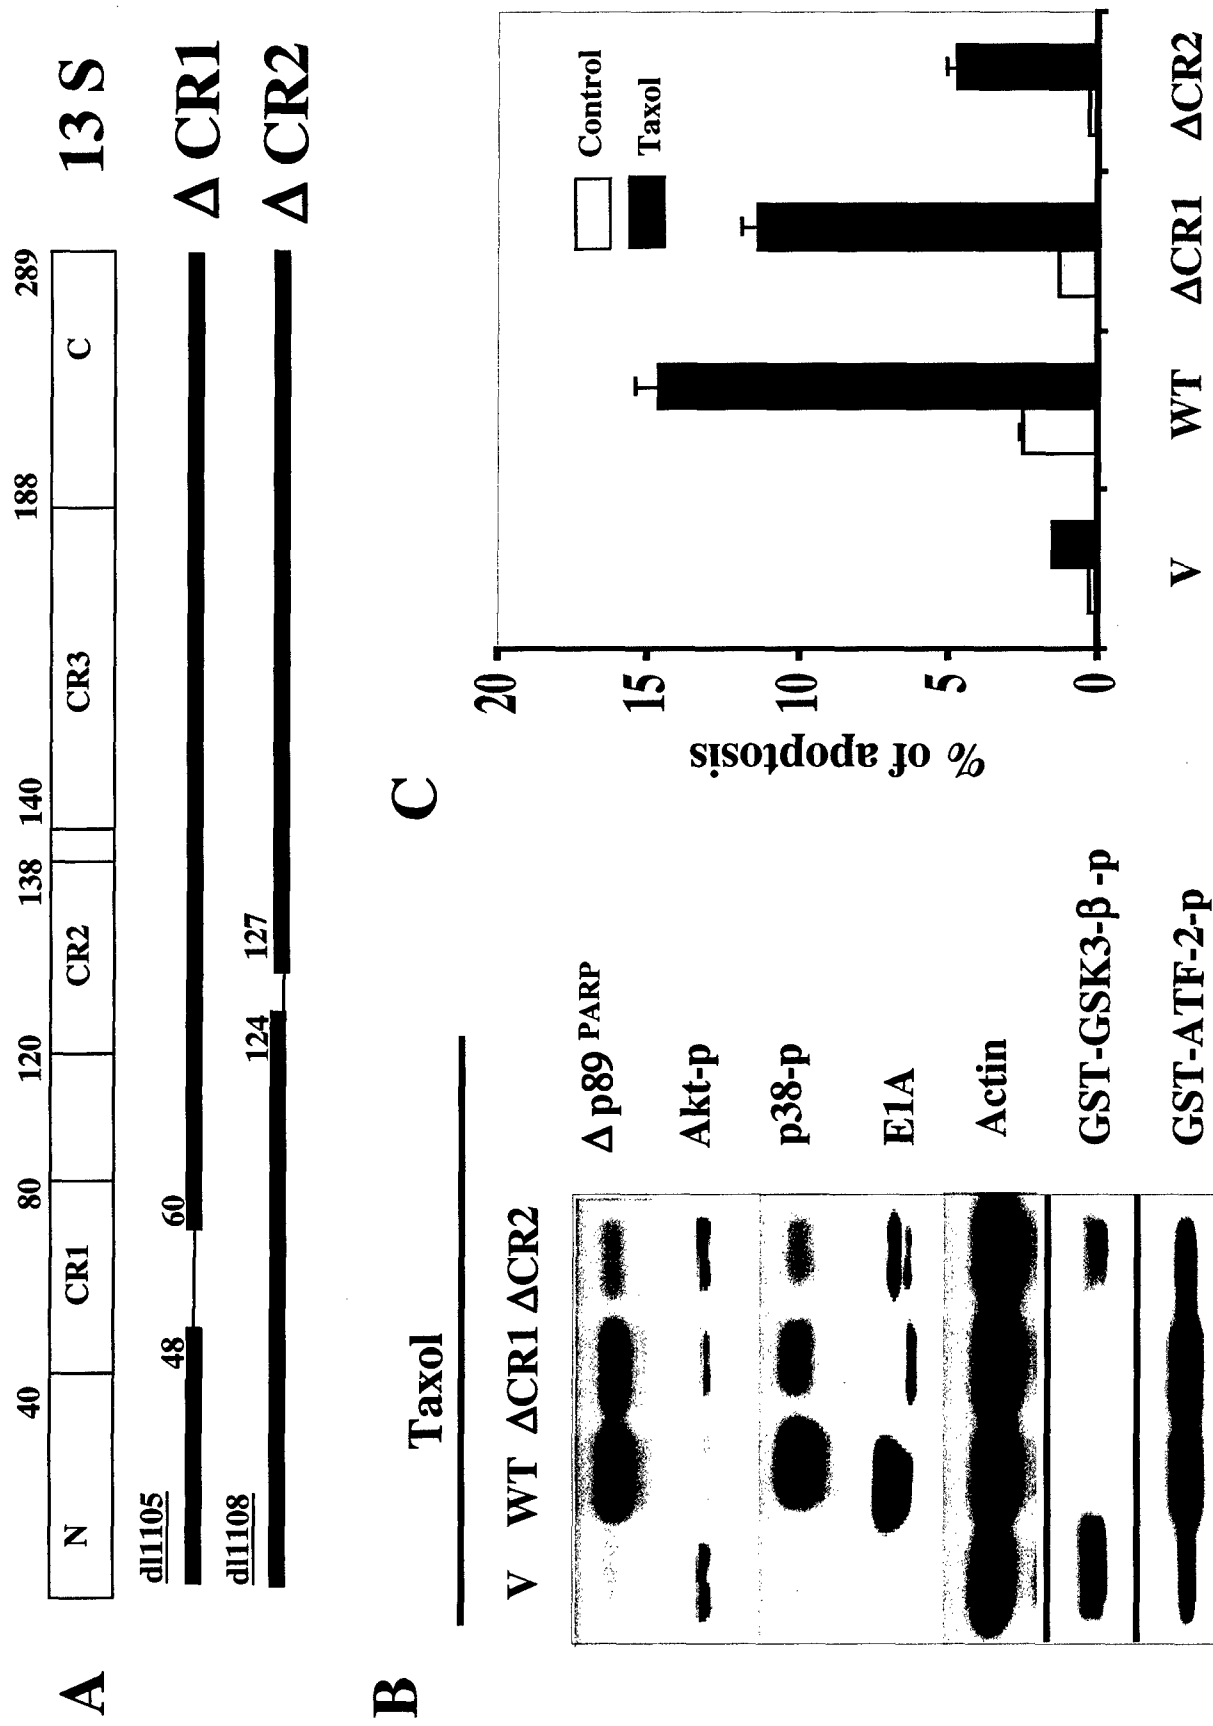 A
40 80 120 138 140 188 289
N CR1 CR2 CR3 C 13 S
dl1105 48 60 Δ CR1
dl1108 124 127 Δ CR2
B
Taxol
V WT ΔCR1 ΔCR2
Δ p89 PARP
Akt-p
p38-p
E1A
Actin
GST-GSK3-β -p
GST-ATF-2-p
C
% of apoptosis
20
15
10
5
0
Control
Taxol
V WT ΔCR1 ΔCR2